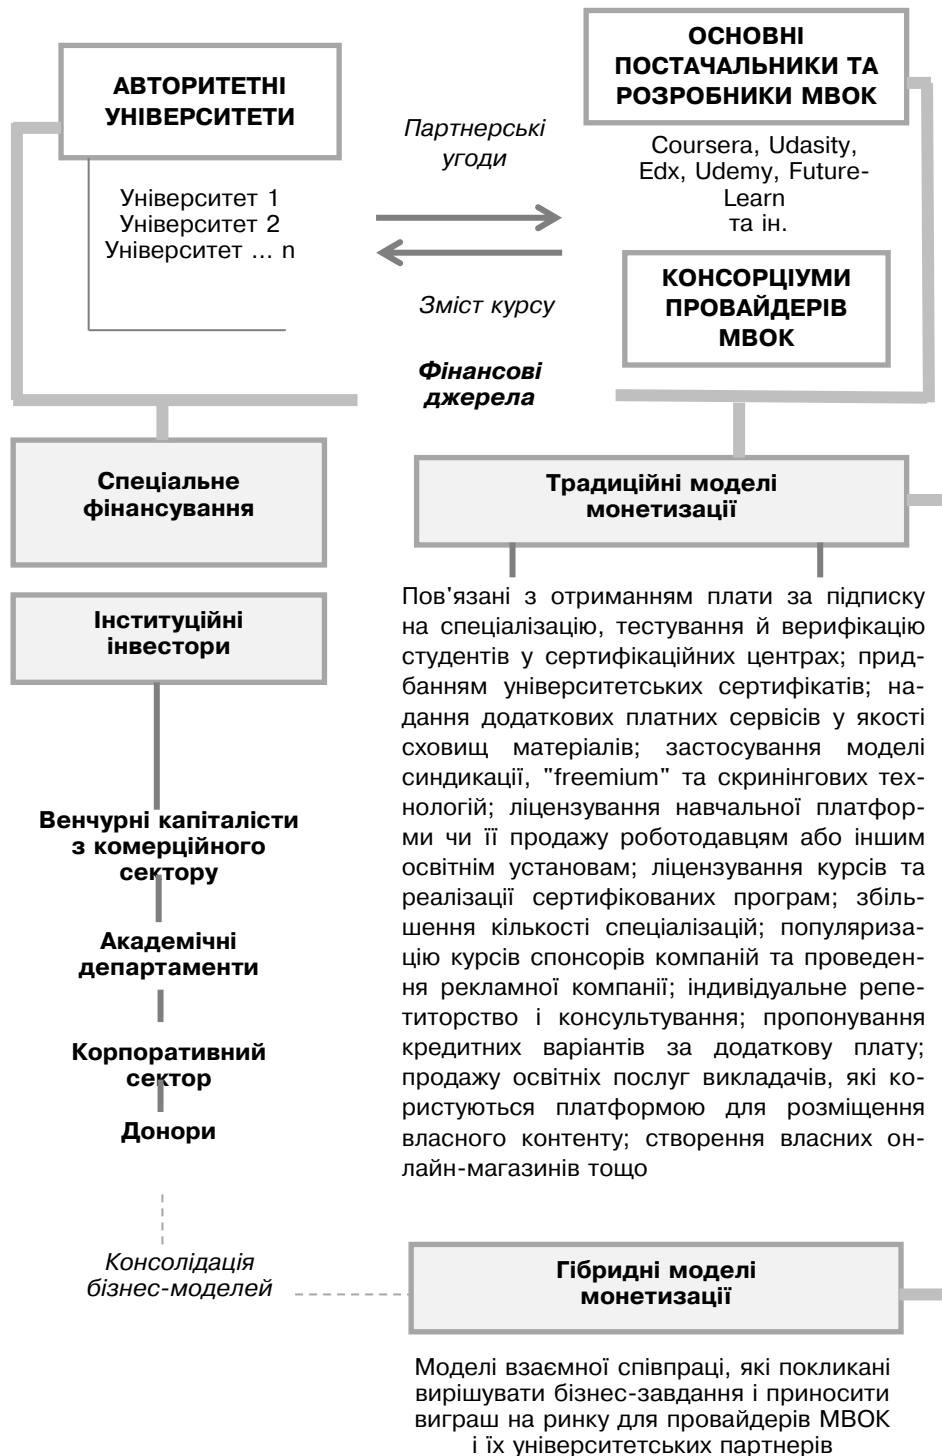 АВТОРИТЕТНІ
УНІВЕРСИТЕТИ
Університет 1
Університет 2
Університет ... n
Партнерські
угоди
Зміст курсу
ОСНОВНІ
ПОСТАЧАЛЬНИКИ ТА
РОЗРОБНИКИ МВОК
Coursera, Udasity,
Edx, Udemy, Future-
Learn
та ін.
КОНСОРЦІУМИ
ПРОВАЙДЕРІВ
МВОК
Фінансові
джерела
Спеціальне
фінансування
Інституційні
інвестори
Венчурні капіталісти
з комерційного
сектору
Академічні
департаменти
Корпоративний
сектор
Донори
Традиційні моделі
монетизації
Пов'язані з отриманням плати за підписку
на спеціалізацію, тестування й верифікацію
студентів у сертифікаційних центрах; прид-
банням університетських сертифікатів; на-
дання додаткових платних сервісів у якості
сховищ матеріалів; застосування моделі
синдикації, "freemium" та скринінгових тех-
нологій; ліцензування навчальної платфор-
ми чи її продажу роботодавцям або іншим
освітнім установам; ліцензування курсів та
реалізації сертифікованих програм; збіль-
шення кількості спеціалізацій; популяриза-
цію курсів спонсорів компаній та проведен-
ня рекламної компанії; індивідуальне репе-
титорство і консультування; пропонування
кредитних варіантів за додаткову плату;
продажу освітніх послуг викладачів, які ко-
ристуються платформою для розміщення
власного контенту; створення власних он-
лайн-магазинів тощо
Консолідація
бізнес-моделей
Гібридні моделі
монетизації
Моделі взаємної співпраці, які покликані
вирішувати бізнес-завдання і приносити
виграш на ринку для провайдерів МВОК
і їх університетських партнерів